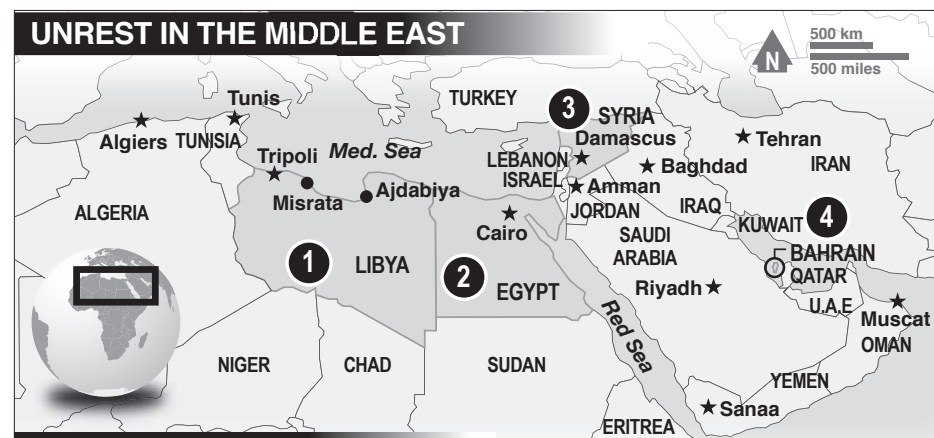 UNREST IN THE MIDDLE EAST
N
500 km
500 miles
TURKEY
3
SYRIA
Damascus
Tunis
Algiers
TUNISIA
Tripoli
Med. Sea
Misrata
Ajdabiya
LEBANON
ISRAEL
Amman
JORDAN
Baghdad
IRAQ
Tehran
IRAN
ALGERIA
Cairo
KUWAIT
4
SAUDI
ARABIA
BAHRAIN
QATAR
1
LIBYA
2
EGYPT
Riyadh
U.A.E
Muscat
OMAN
Red Sea
NIGER
CHAD
SUDAN
YEMEN
Sanaa
ERITREA